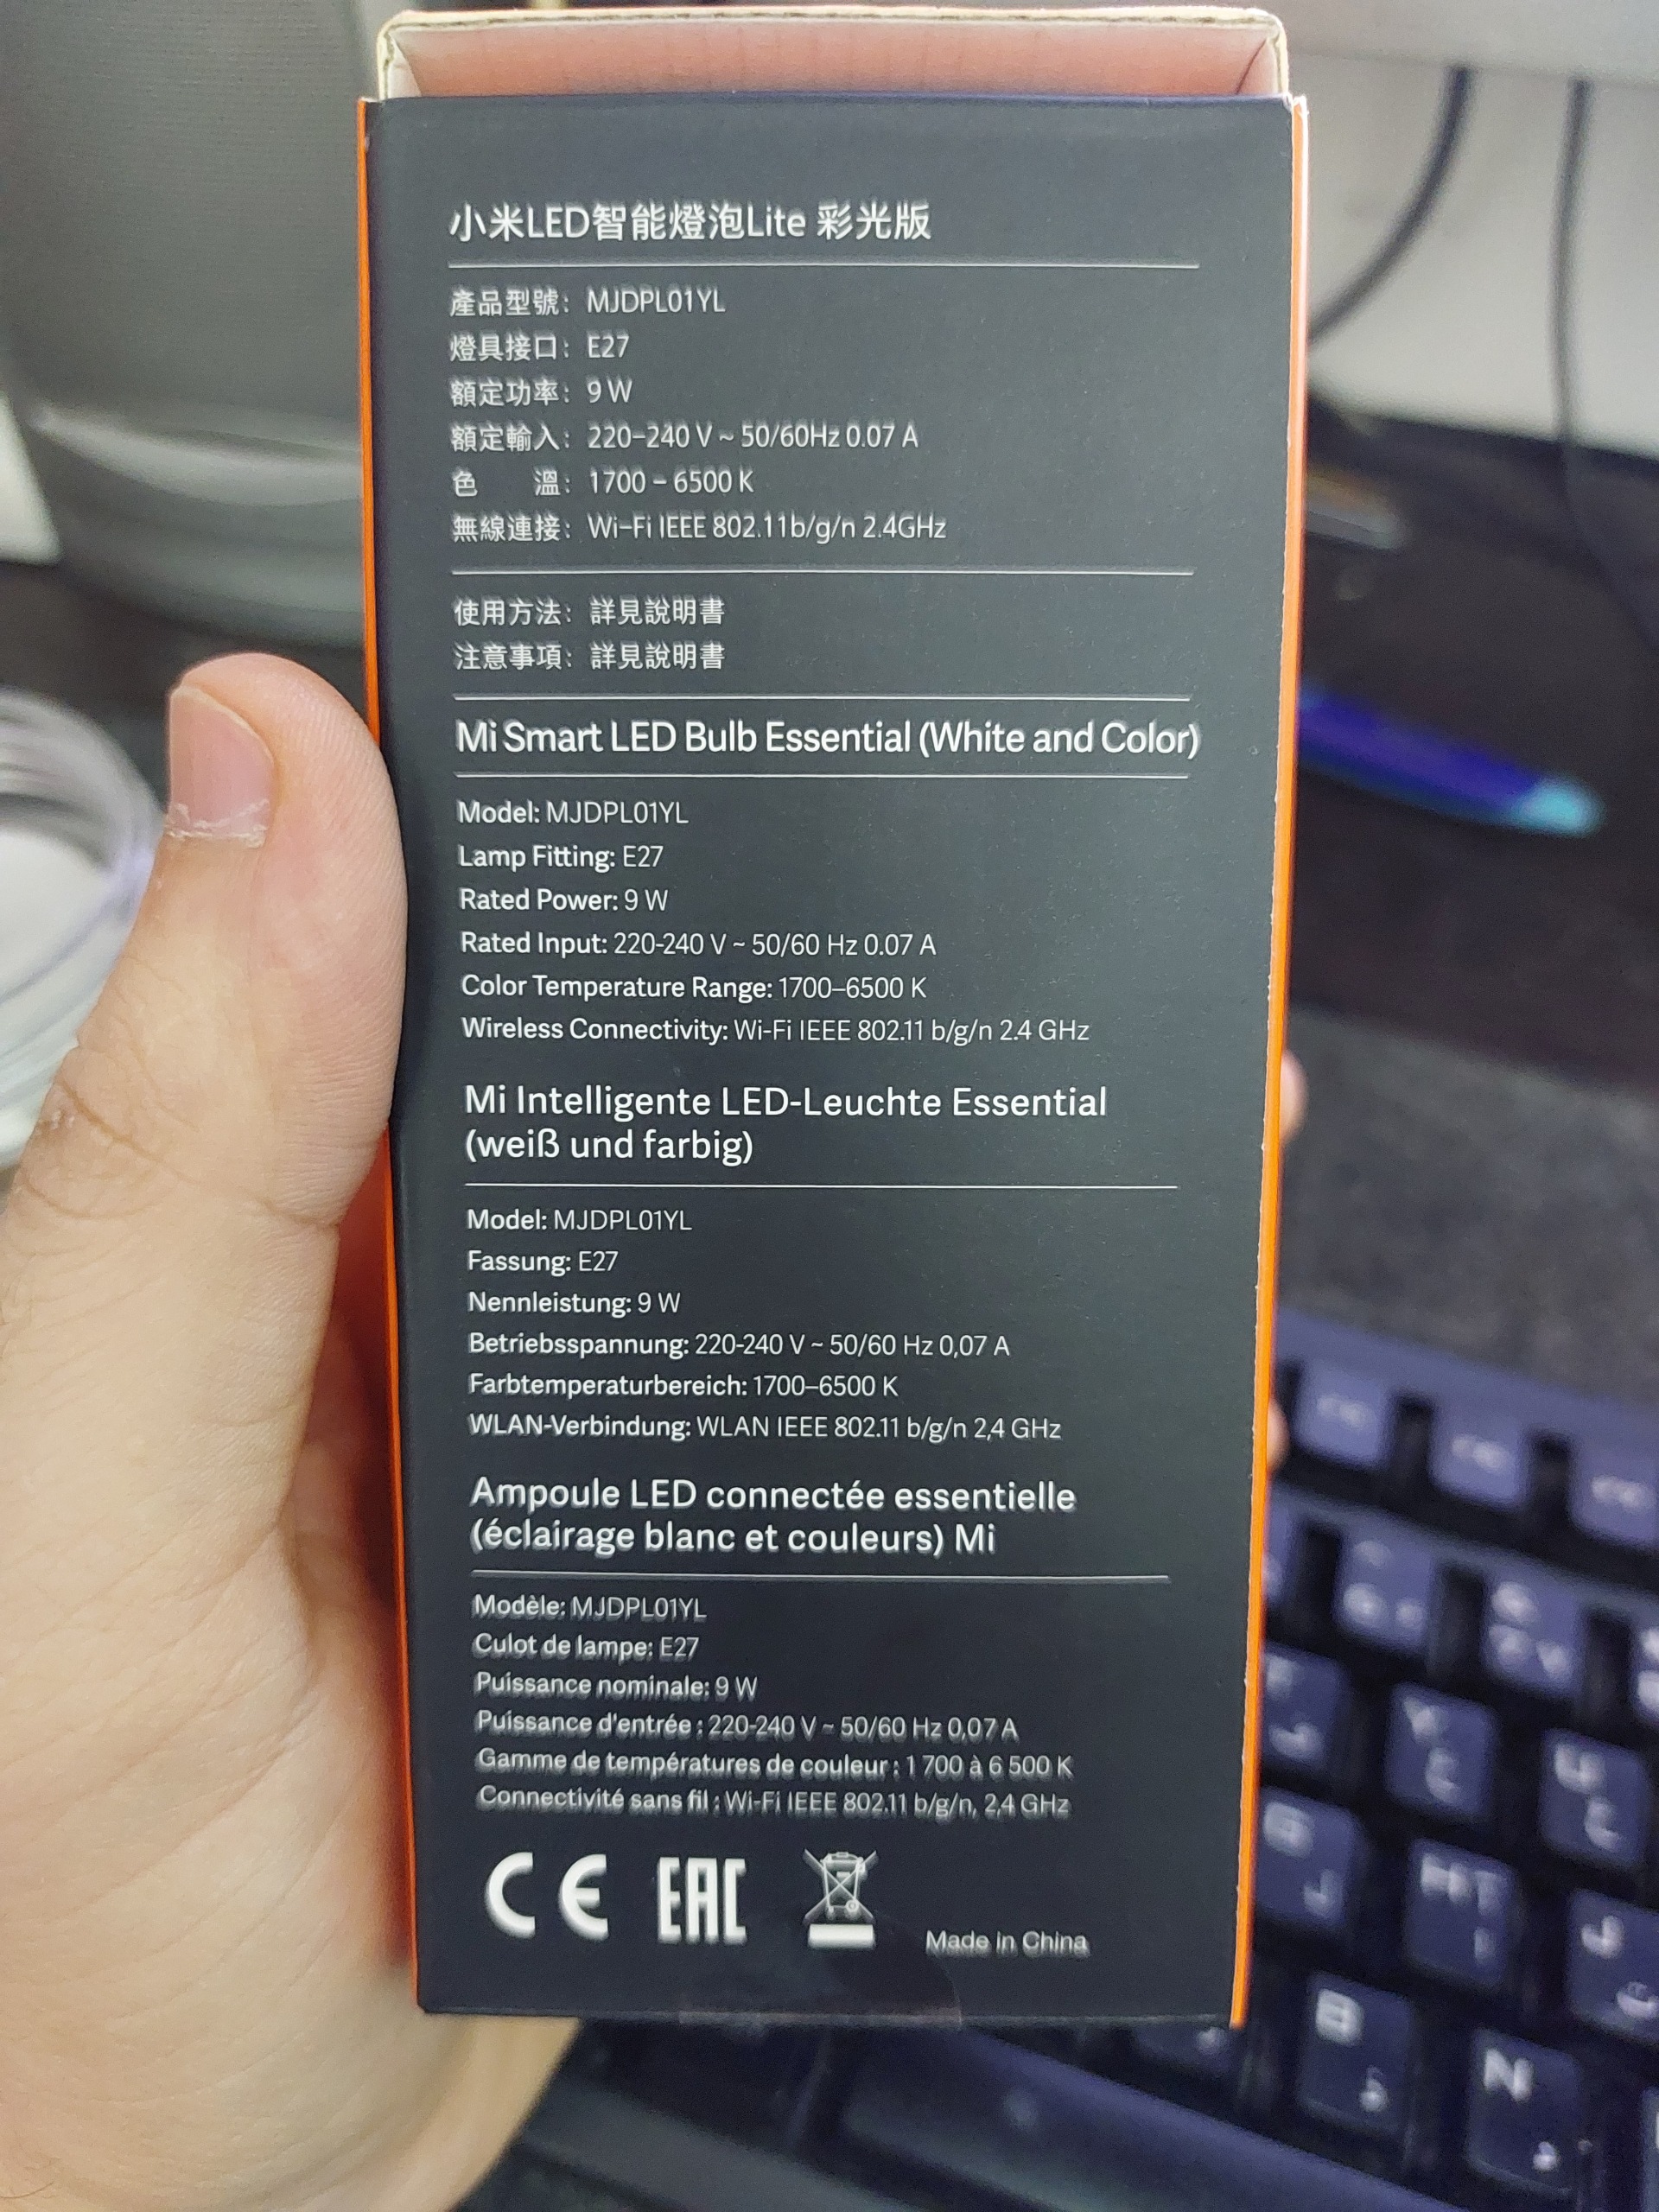 小米LED智能燈泡Lite 彩光版
產品型號： MJDPL01YL
燈具接口： E27
額定功率： 9 W
額定輸入： 220-240 V ~ 50/60Hz 0.07 A
色　　溫： 1700 - 6500 K
無線連接： Wi-Fi IEEE 802.11b/g/n 2.4GHz
使用方法： 詳見說明書
注意事項： 詳見說明書
Mi Smart LED Bulb Essential (White and Color)
Model: MJDPL01YL
Lamp Fitting: E27
Rated Power: 9 W
Rated Input: 220-240 V ~ 50/60 Hz 0.07 A
Color Temperature Range: 1700–6500 K
Wireless Connectivity: Wi-Fi IEEE 802.11 b/g/n 2.4 GHz
Mi Intelligente LED-Leuchte Essential
(weiß und farbig)
Model: MJDPL01YL
Fassung: E27
Nennleistung: 9 W
Betriebsspannung: 220-240 V ~ 50/60 Hz 0,07 A
Farbtemperaturbereich: 1700–6500 K
WLAN-Verbindung: WLAN IEEE 802.11 b/g/n 2,4 GHz
Ampoule LED connectée essentielle
(éclairage blanc et couleurs) Mi
Modèle: MJDPL01YL
Culot de lampe: E27
Puissance nominale: 9 W
Puissance d'entrée : 220-240 V ~ 50/60 Hz 0,07 A
Gamme de températures de couleur : 1 700 à 6 500 K
Connectivité sans fil : Wi-Fi IEEE 802.11 b/g/n, 2,4 GHz
CE EAC
Made in China
B
N